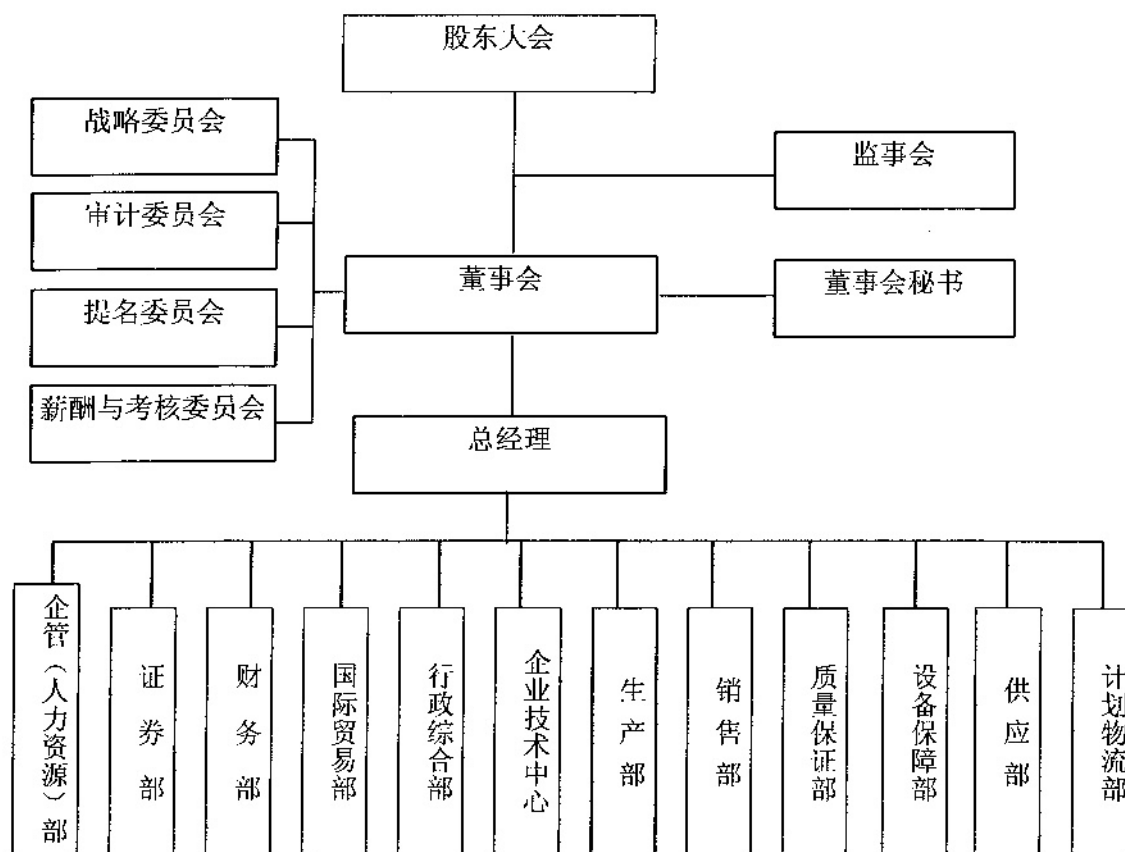 股东大会
战略委员会
监事会
审计委员会
董事会
董事会秘书
提名委员会
薪酬与考核委员会
总经理
企管（人力资源）部
证券部
财务部
国际贸易部
行政综合部
企业技术中心
生产部
销售部
质量保证部
设备保障部
供应部
计划物流部